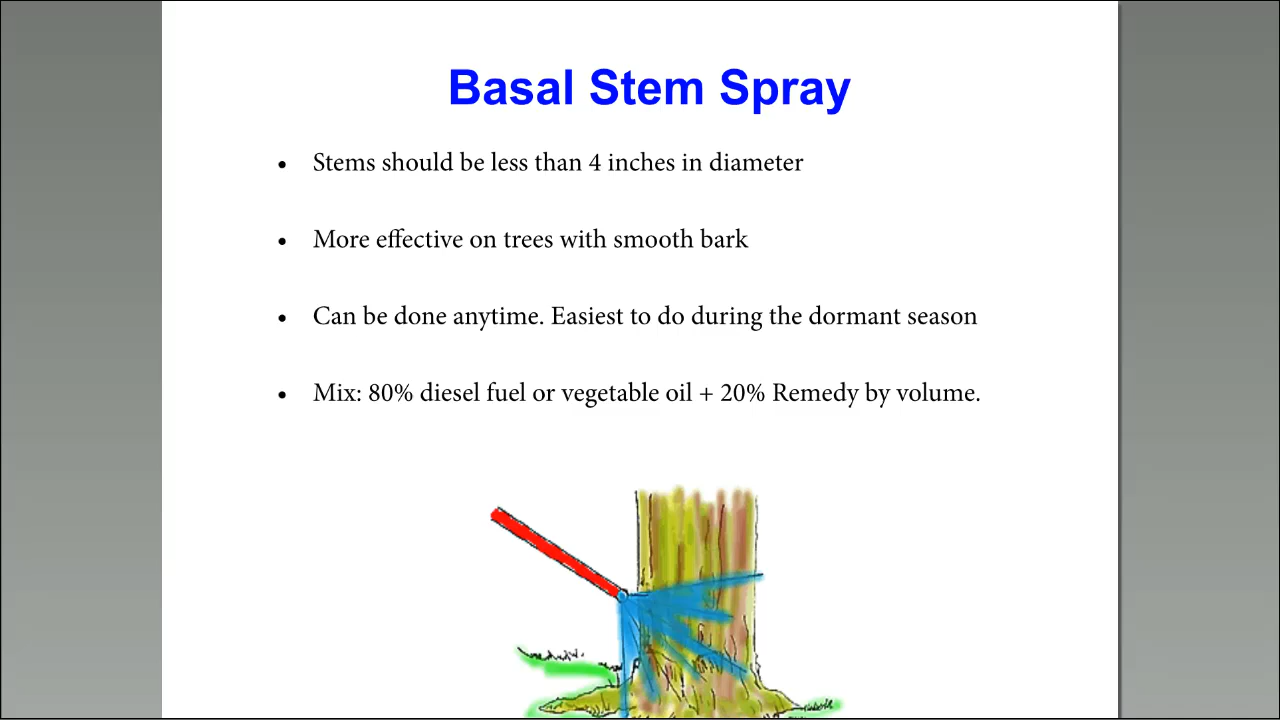 Basal Stem Spray
• Stems should be less than 4 inches in diameter
• More effective on trees with smooth bark
• Can be done anytime. Easiest to do during the dormant season
• Mix: 80% diesel fuel or vegetable oil + 20% Remedy by volume.